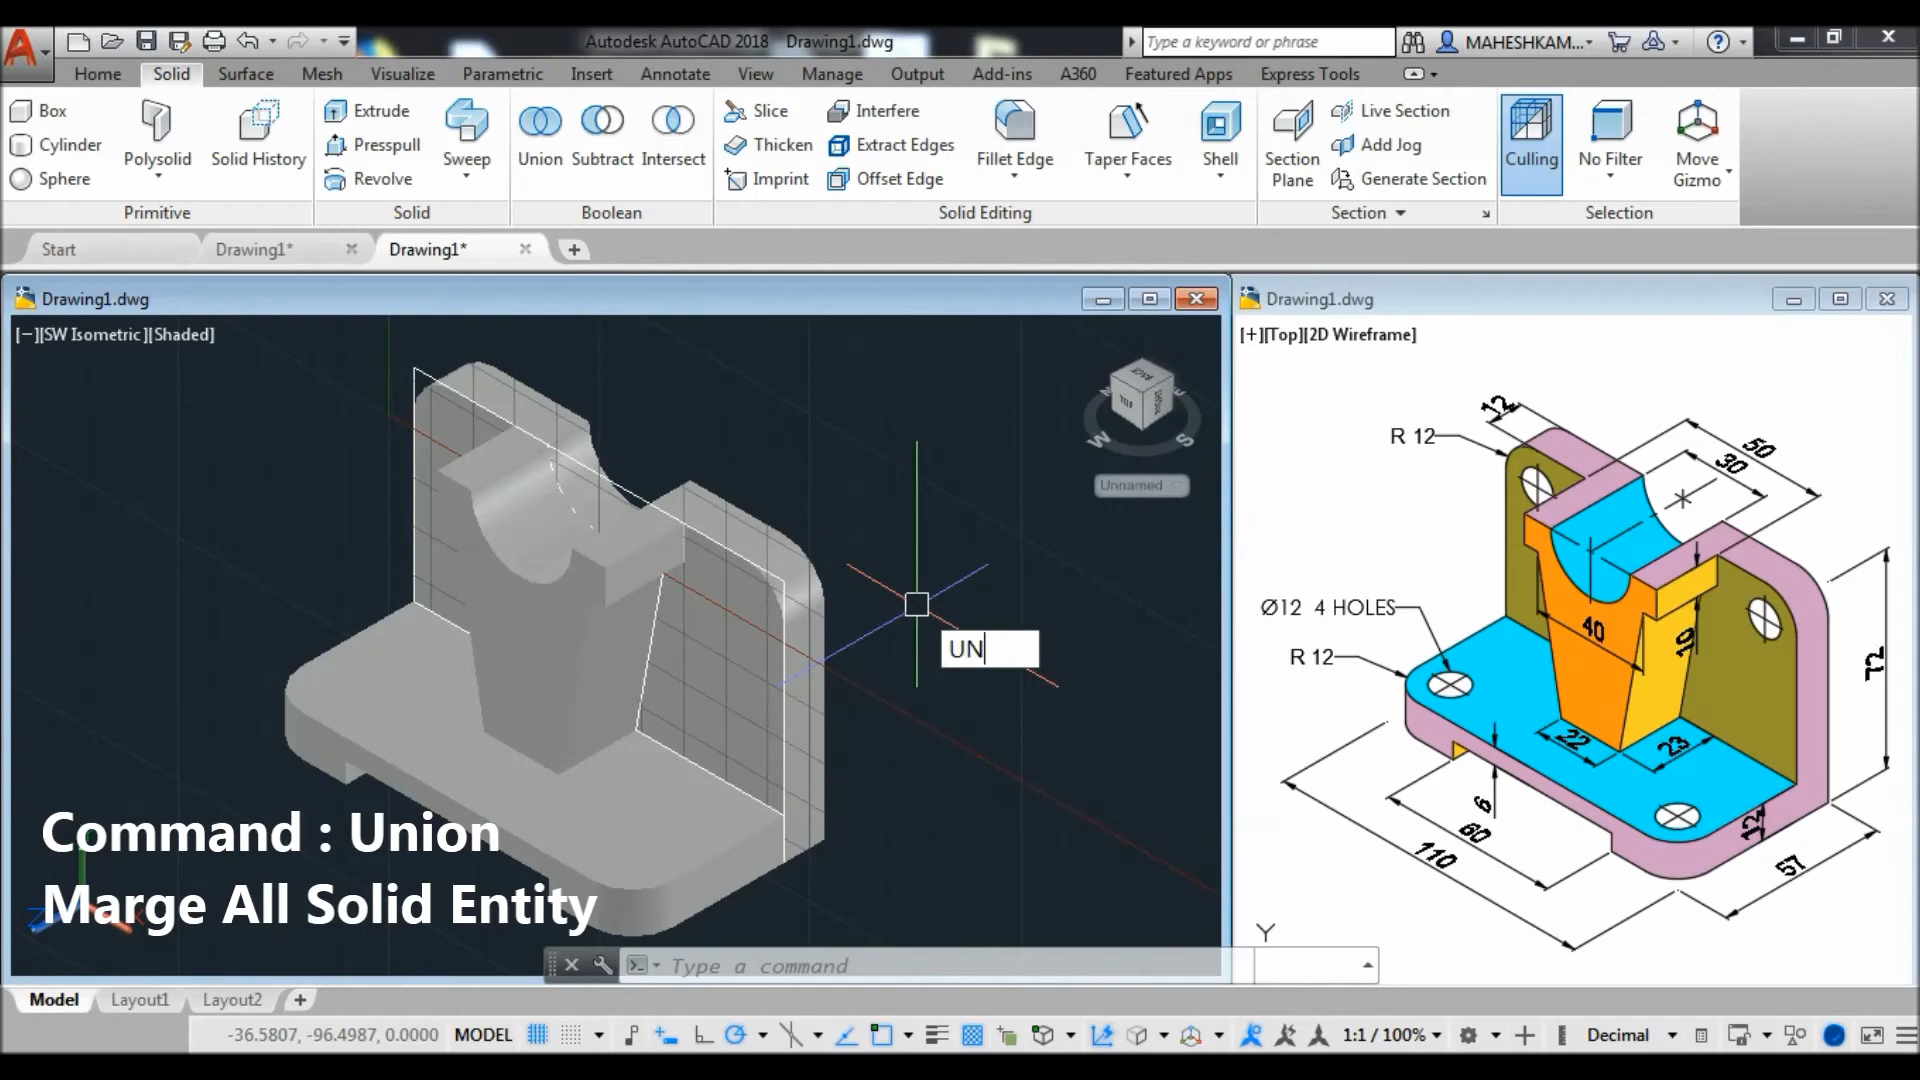 Autodesk AutoCAD 2018 Drawing1.dwg
Type a keyword or phrase
MAHESHKAM...
Home Solid Surface Mesh Visualize Parametric Insert Annotate View Manage Output Add-ins A360 Featured Apps Express Tools
Box
Cylinder
Sphere
Polysolid
Solid History
Primitive
Extrude
Presspull
Revolve
Sweep
Solid
Union Subtract Intersect
Boolean
Slice
Thicken
Imprint
Interfere
Extract Edges
Offset Edge
Fillet Edge
Taper Faces
Shell
Solid Editing
Section
Plane
Live Section
Add Jog
Generate Section
Section
Culling
No Filter
Move
Gizmo
Selection
Start Drawing1* Drawing1*
Drawing1.dwg
[−][SW Isometric][Shaded]
TOP
W
S
Unnamed
UN
Command : Union
Marge All Solid Entity
Type a command
Drawing1.dwg
[+][Top][2D Wireframe]
12
R 12
50
30
Ø12 4 HOLES
40
10
R 12
72
22
23
6
60
12
110
57
Y
Model Layout1 Layout2
-36.5807, -96.4987, 0.0000 MODEL 1:1 / 100% Decimal